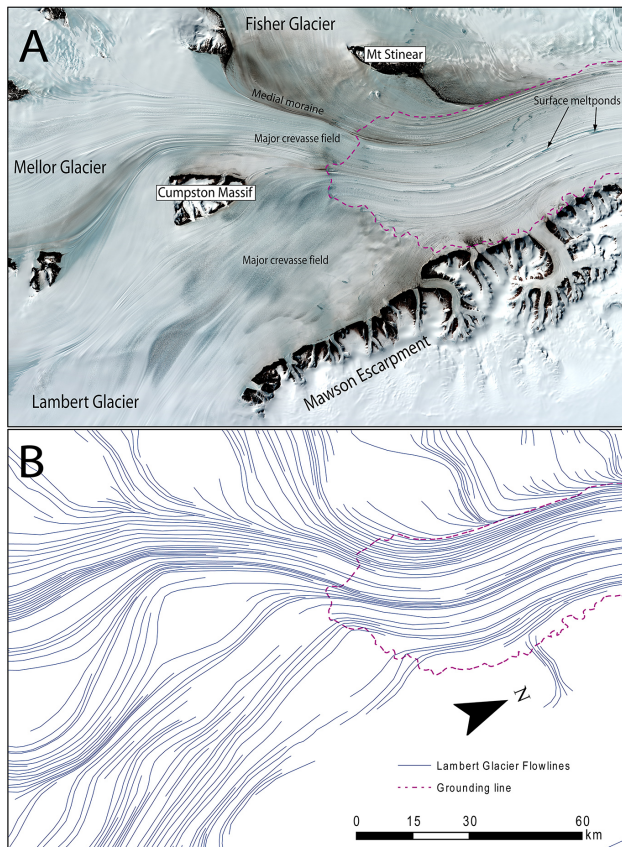 A
Fisher Glacier
Mt Stinear
Medial moraine
Surface meltponds
Major crevasse field
Mellor Glacier
Cumpston Massif
Major crevasse field
Mawson Escarpment
Lambert Glacier
B
N
Lambert Glacier Flowlines
Grounding line
0 15 30 60
km